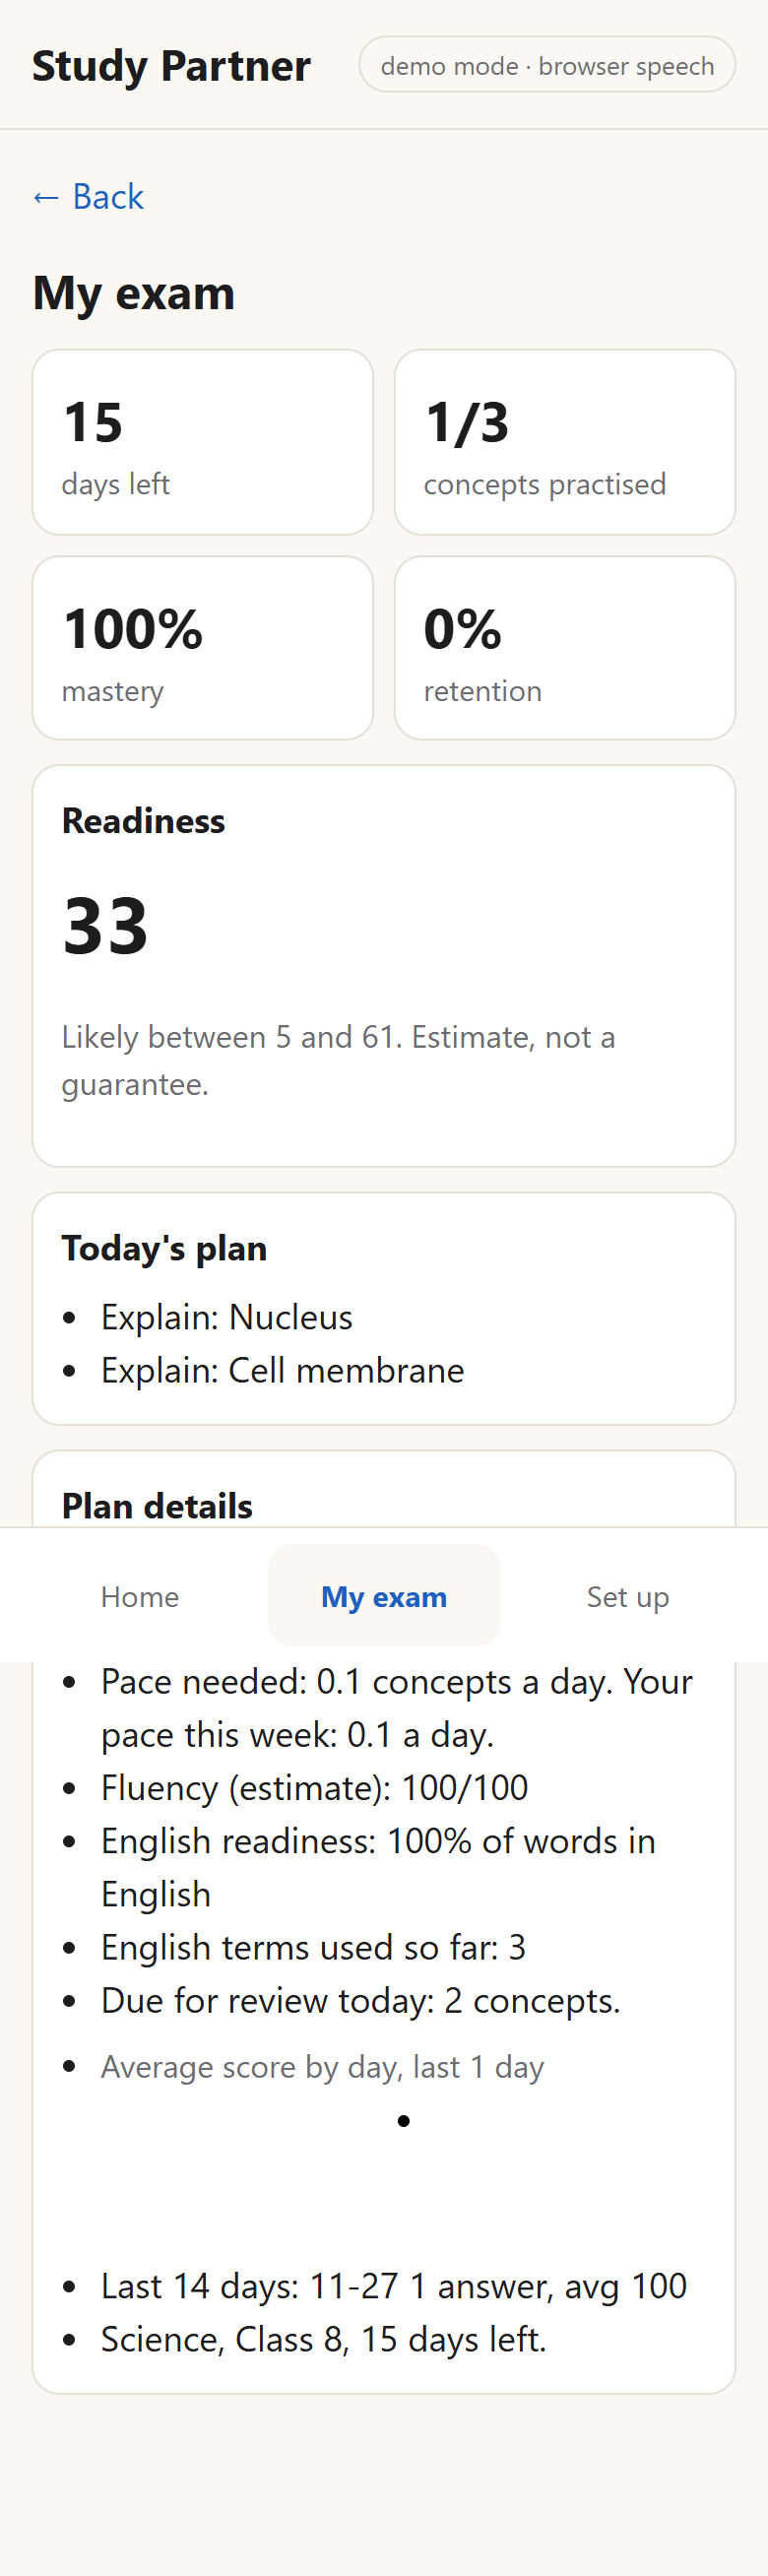 Study Partner
demo mode · browser speech
← Back
My exam
15
days left
1/3
concepts practised
100%
mastery
0%
retention
Readiness
33
Likely between 5 and 61. Estimate, not a
guarantee.
Today's plan
• Explain: Nucleus
• Explain: Cell membrane
Plan details
Home
My exam
Set up
• Pace needed: 0.1 concepts a day. Your
pace this week: 0.1 a day.
• Fluency (estimate): 100/100
• English readiness: 100% of words in
English
• English terms used so far: 3
• Due for review today: 2 concepts.
• Average score by day, last 1 day
• Last 14 days: 11-27 1 answer, avg 100
• Science, Class 8, 15 days left.